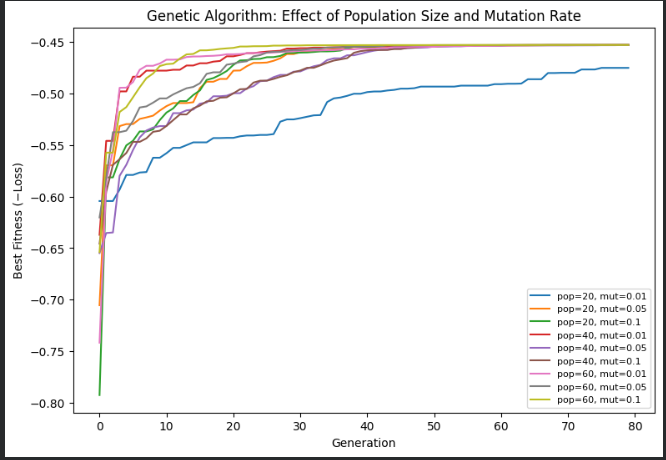 Genetic Algorithm: Effect of Population Size and Mutation Rate
−0.45
−0.50
−0.55
−0.60
−0.65
−0.70
−0.75
−0.80
Best Fitness (−Loss)
pop=20, mut=0.01
pop=20, mut=0.05
pop=20, mut=0.1
pop=40, mut=0.01
pop=40, mut=0.05
pop=40, mut=0.1
pop=60, mut=0.01
pop=60, mut=0.05
pop=60, mut=0.1
0 10 20 30 40 50 60 70 80
Generation